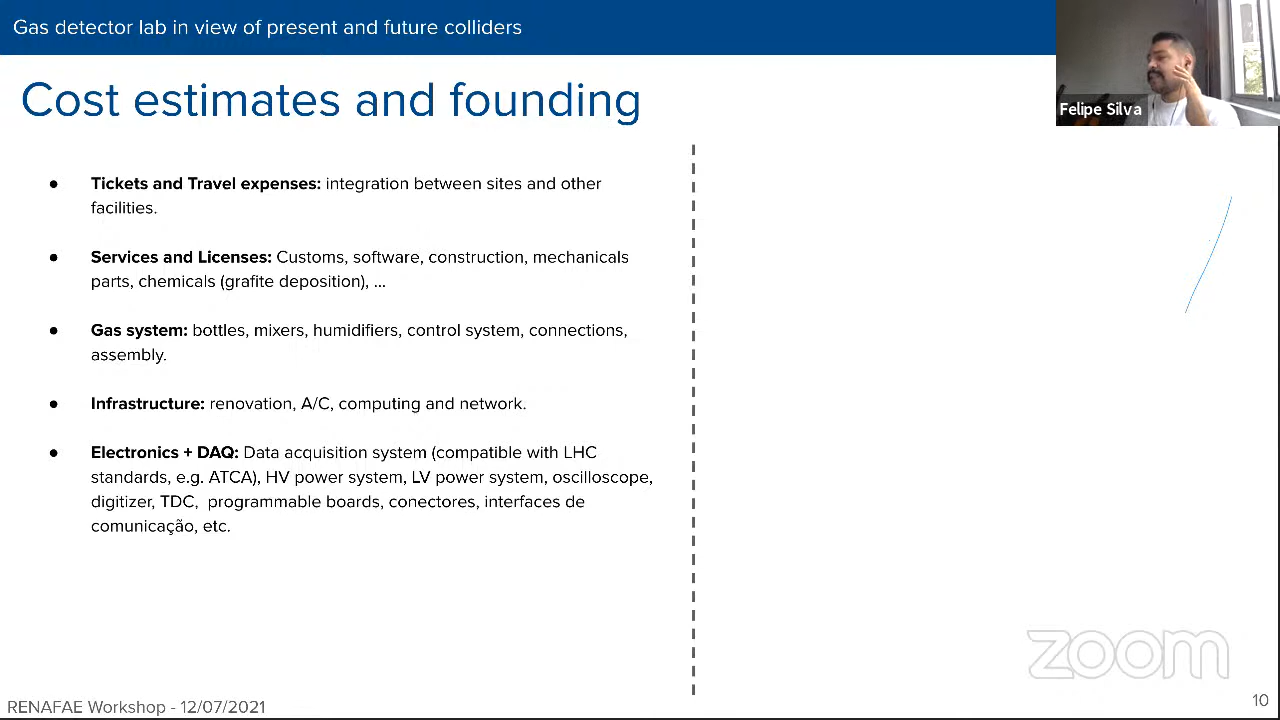 Gas detector lab in view of present and future colliders
Cost estimates and founding
Felipe Silva
● Tickets and Travel expenses: integration between sites and other
facilities.
● Services and Licenses: Customs, software, construction, mechanicals
parts, chemicals (grafite deposition), ...
● Gas system: bottles, mixers, humidifiers, control system, connections,
assembly.
● Infrastructure: renovation, A/C, computing and network.
● Electronics + DAQ: Data acquisition system (compatible with LHC
standards, e.g. ATCA), HV power system, LV power system, oscilloscope,
digitizer, TDC, programmable boards, conectores, interfaces de
comunicação, etc.
zoom
RENAFAE Workshop - 12/07/2021
10